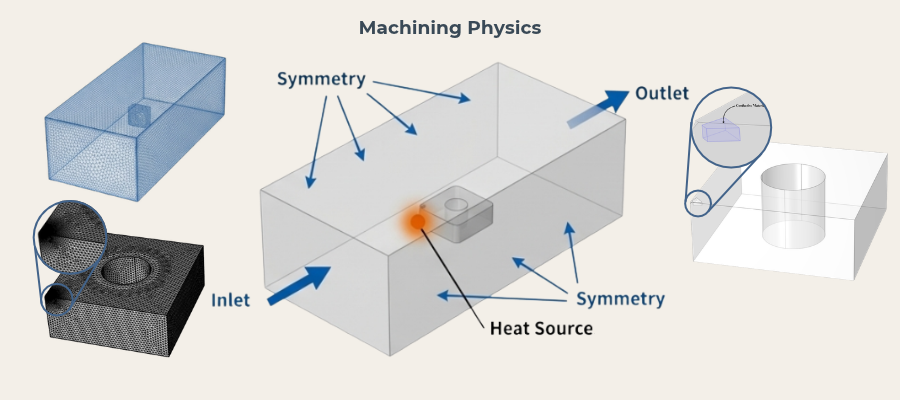 Machining Physics
Symmetry
Outlet
Inlet
Symmetry
Heat Source